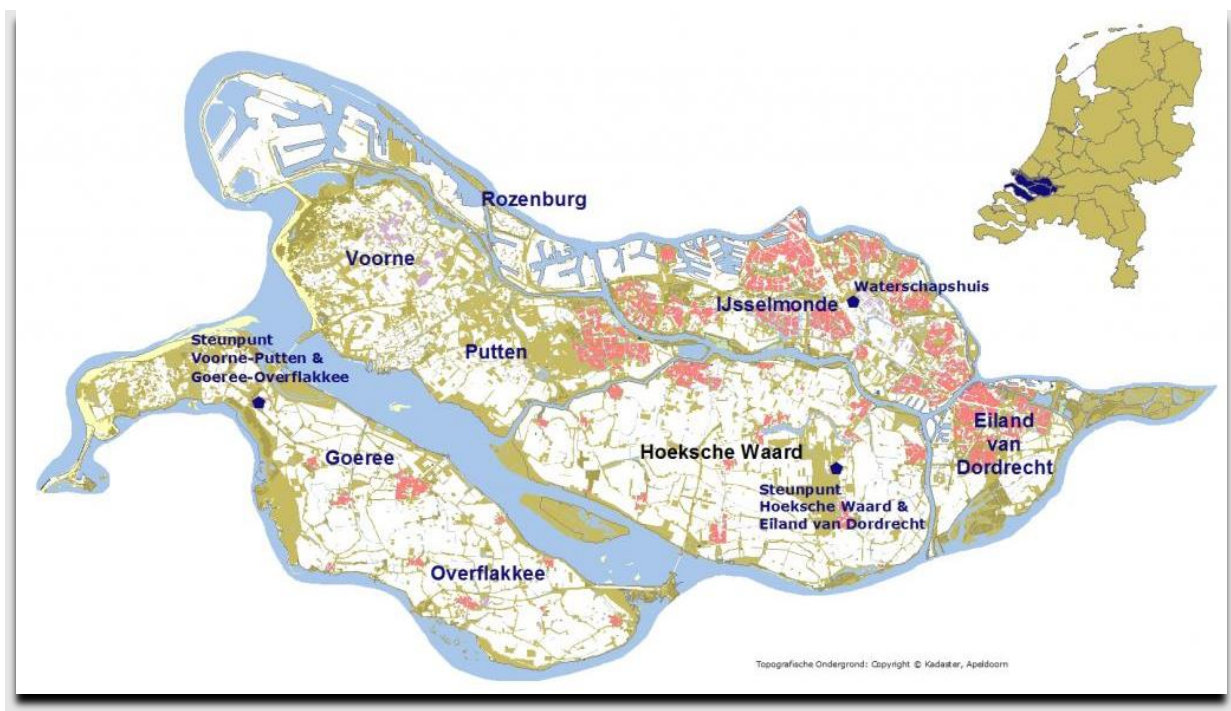 Rozenburg
Voorne
Waterschapshuis
IJsselmonde
Steunpunt
Voorne-Putten &
Goeree-Overflakkee
Putten
Eiland
van
Dordrecht
Hoeksche Waard
Goeree
Steunpunt
Hoeksche Waard &
Eiland van Dordrecht
Overflakkee
Topografische Ondergrond: Copyright © Kadaster, Apeldoorn